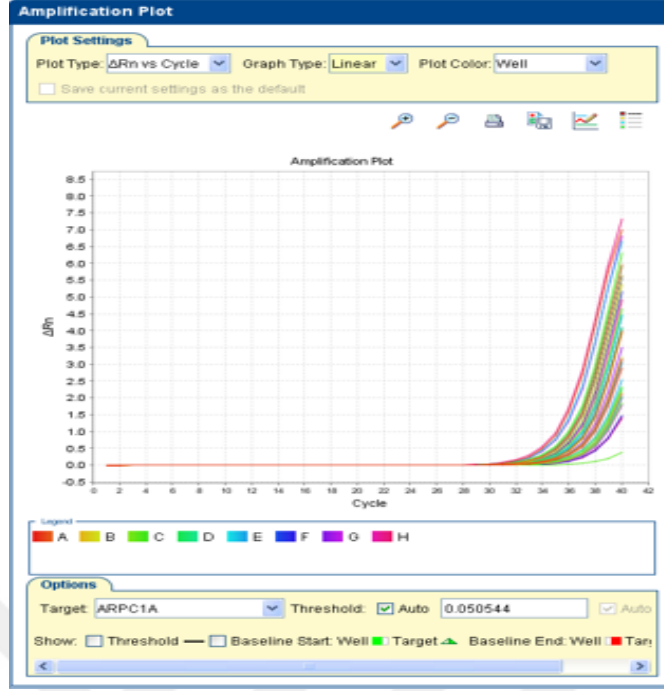 Amplification Plot
Plot Settings
Plot Type: ΔRn vs Cycle Graph Type: Linear Plot Color: Well
Save current settings as the default
Amplification Plot
8.5
8.0
7.5
7.0
6.5
6.0
5.5
5.0
4.5
4.0
3.5
3.0
2.5
2.0
1.5
1.0
0.5
0.0
-0.5
ΔRn
0 2 4 6 8 10 12 14 16 18 20 22 24 26 28 30 32 34 36 38 40 42
Cycle
Legend
A B C D E F G H
Options
Target: ARPC1A Threshold: Auto 0.050544 Auto
Show: Threshold Baseline Start: Well Target Baseline End: Well Tar